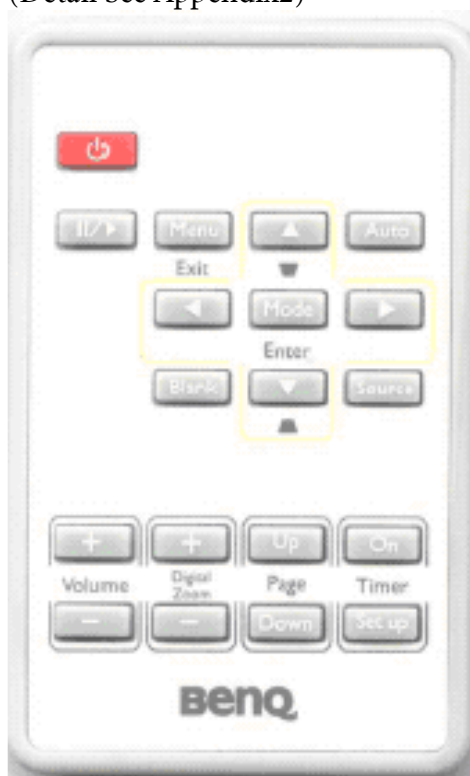 (Detail See Appendix2)
Menu
Auto
Exit
Mode
Enter
Blank
Source
+ + Up On
Volume Digital Zoom Page Timer
- - Down Set up
BenQ